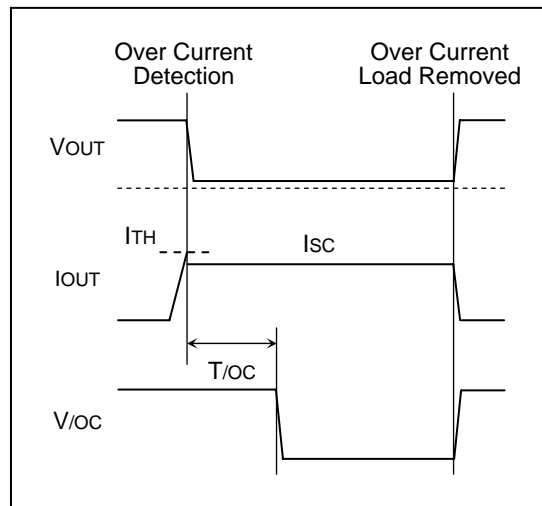 Over Current
Detection
Over Current
Load Removed
VOUT
ITH
ISC
IOUT
T/OC
V/OC